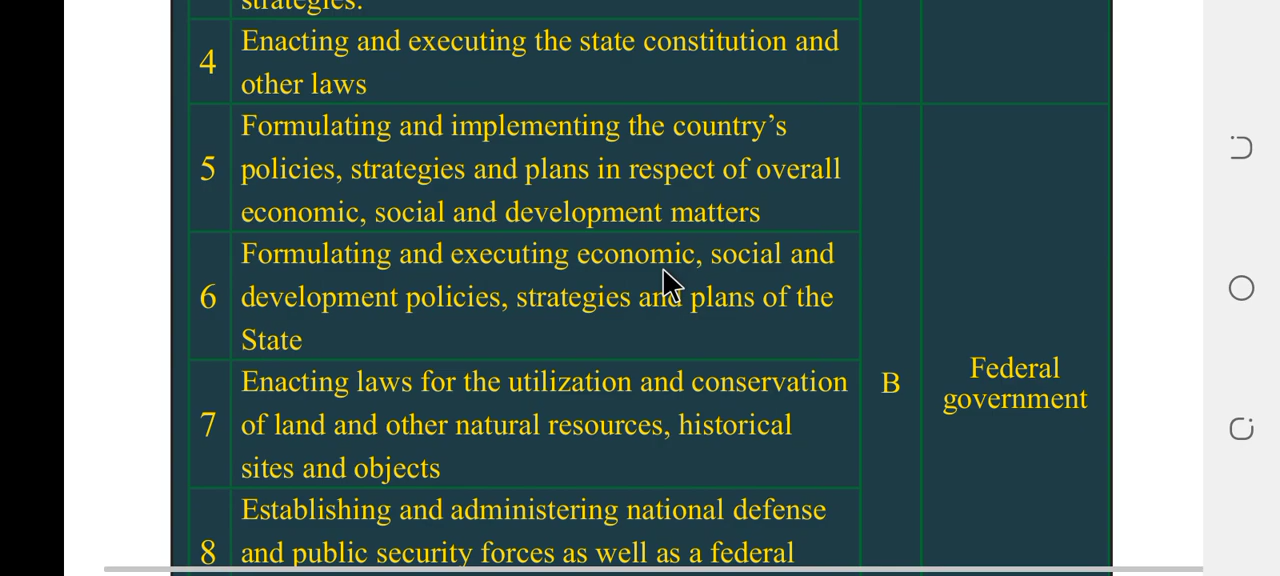 strategies.
4
Enacting and executing the state constitution and
other laws
5
Formulating and implementing the country’s
policies, strategies and plans in respect of overall
economic, social and development matters
6
Formulating and executing economic, social and
development policies, strategies and plans of the
State
7
Enacting laws for the utilization and conservation
of land and other natural resources, historical
sites and objects
8
Establishing and administering national defense
and public security forces as well as a federal
B
Federal
government